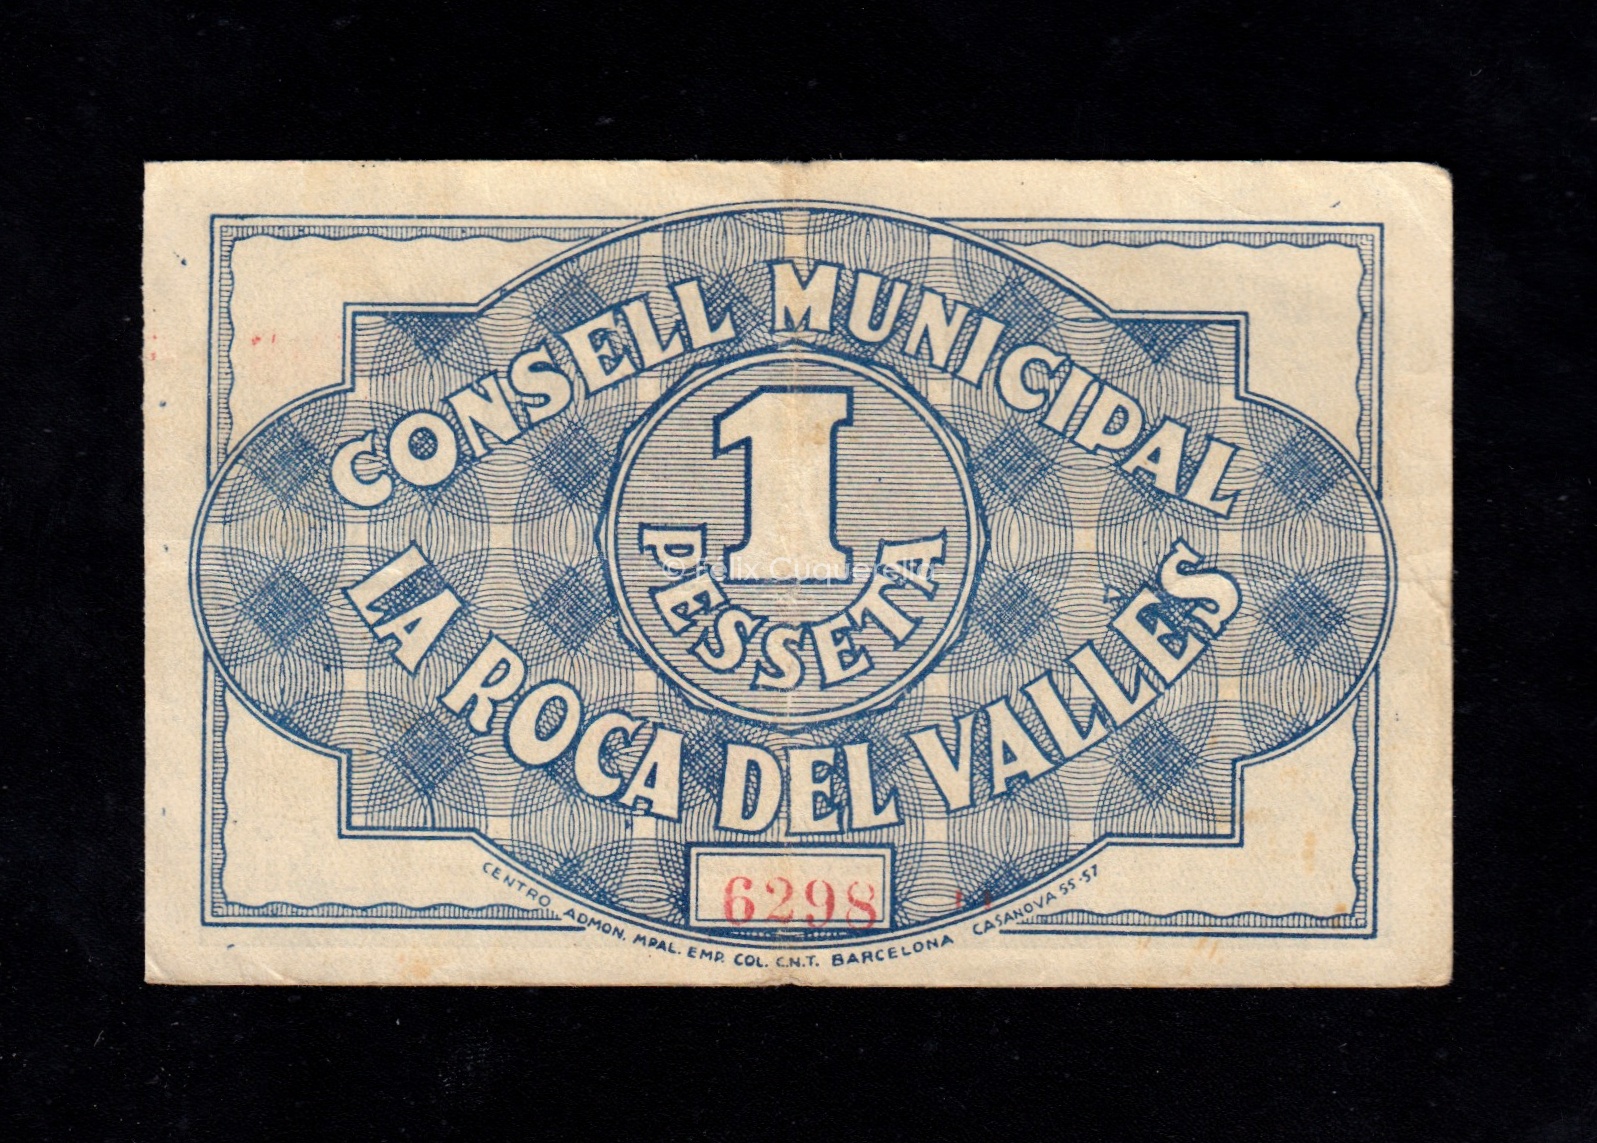 CONSELL MUNICIPAL
1
PESSETA
© Félix Cuquerella
LA ROCA DEL VALLÈS
6298
CENTRO ADMON. MPAL. EMP. COL. C.N.T. BARCELONA CASANOVA 55-57